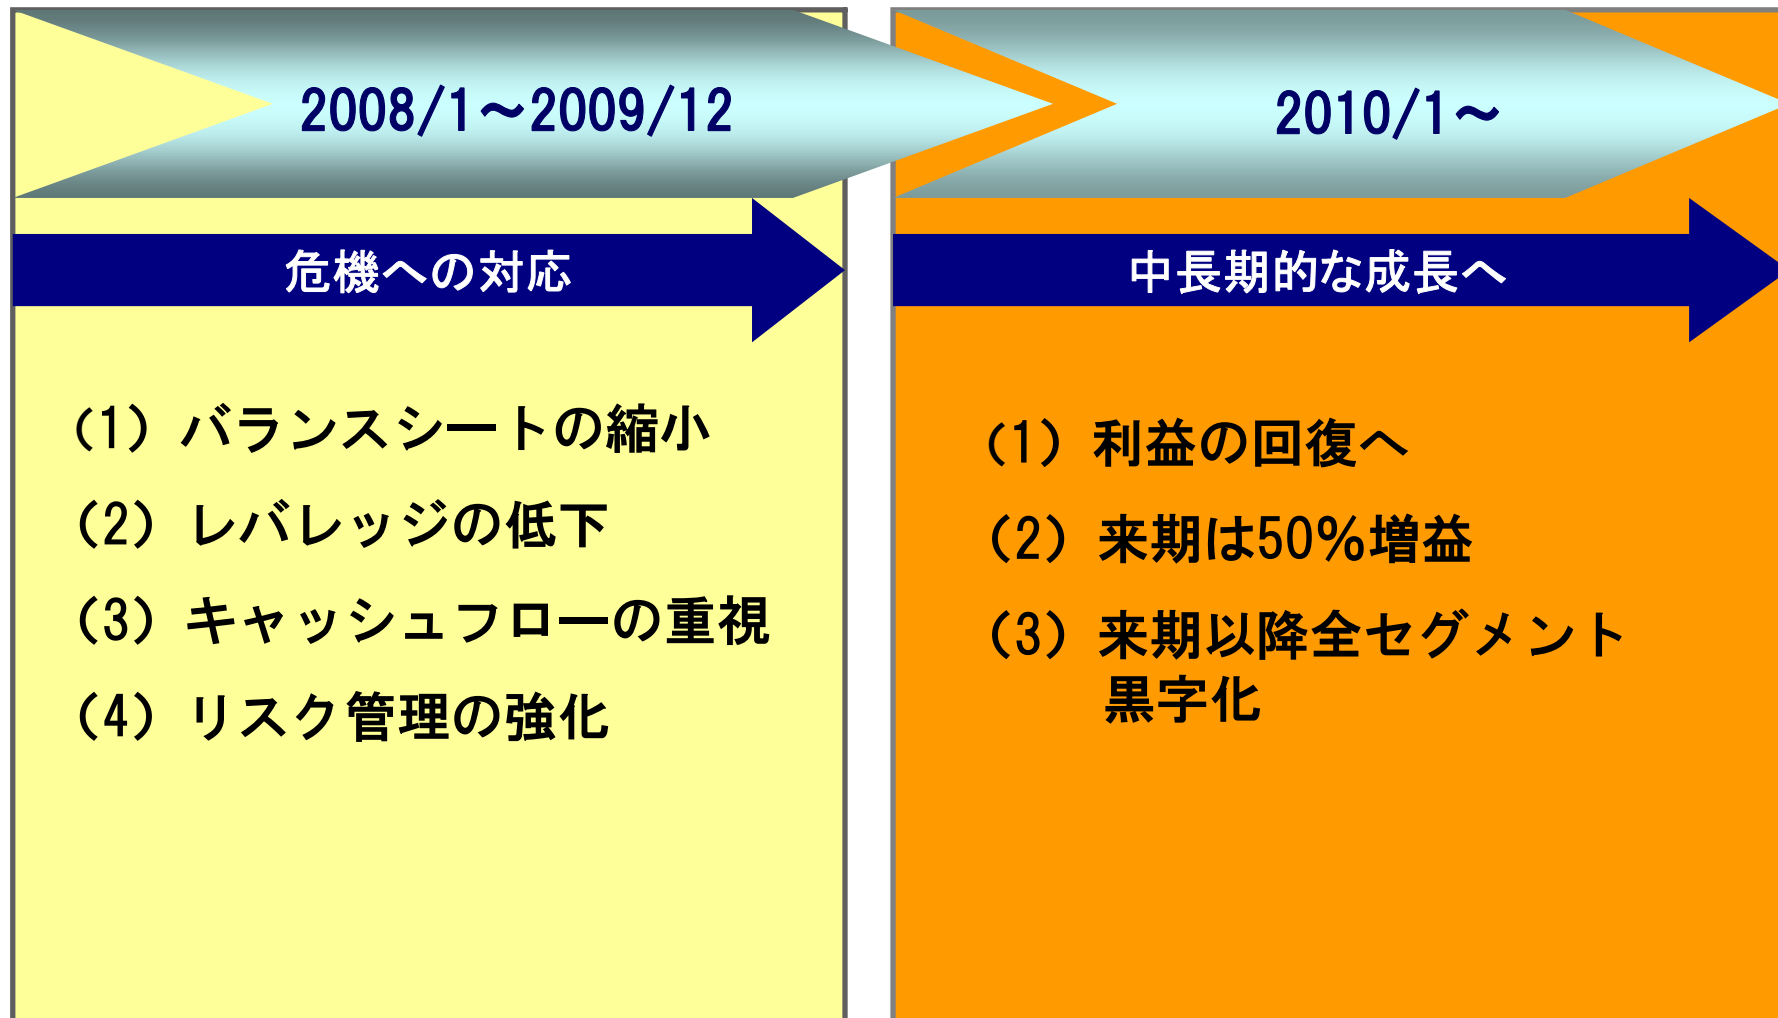 2008/1～2009/12
危機への対応
(1) バランスシートの縮小
(2) レバレッジの低下
(3) キャッシュフローの重視
(4) リスク管理の強化
2010/1～
中長期的な成長へ
(1) 利益の回復へ
(2) 来期は50％増益
(3) 来期以降全セグメント
黒字化